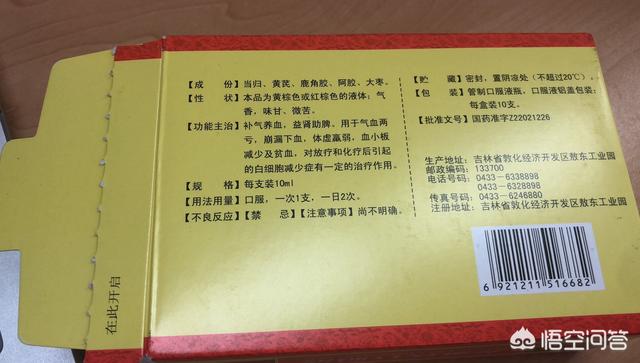 【成　份】当归、黄芪、鹿角胶、阿胶、大枣。
【性　状】本品为黄棕色或红棕色的液体；气
香，味甘、微苦。
【功能主治】补气养血，益肾助脾。用于气血两
亏，崩漏下血，体虚羸弱，血小板
减少及贫血，对放疗和化疗后引起
的白细胞减少症有一定的治疗作用。
【规　格】每支装10ml
【用法用量】口服，一次1支，一日2次。
【不良反应】【禁　忌】【注意事项】尚不明确。
【贮　藏】密封，置阴凉处（不超过20℃）。
【包　装】管制口服液瓶，口服液铝盖包装；
每盒装10支。
【批准文号】国药准字Z22021226
生产地址：吉林省敦化经济开发区敖东工业园
邮政编码：133700
电话号码：0433-6338898
0433-6328898
传真号码：0433-6246880
注册地址：吉林省敦化经济开发区敖东工业园
6 921211 516682
在此开启
悟空问答